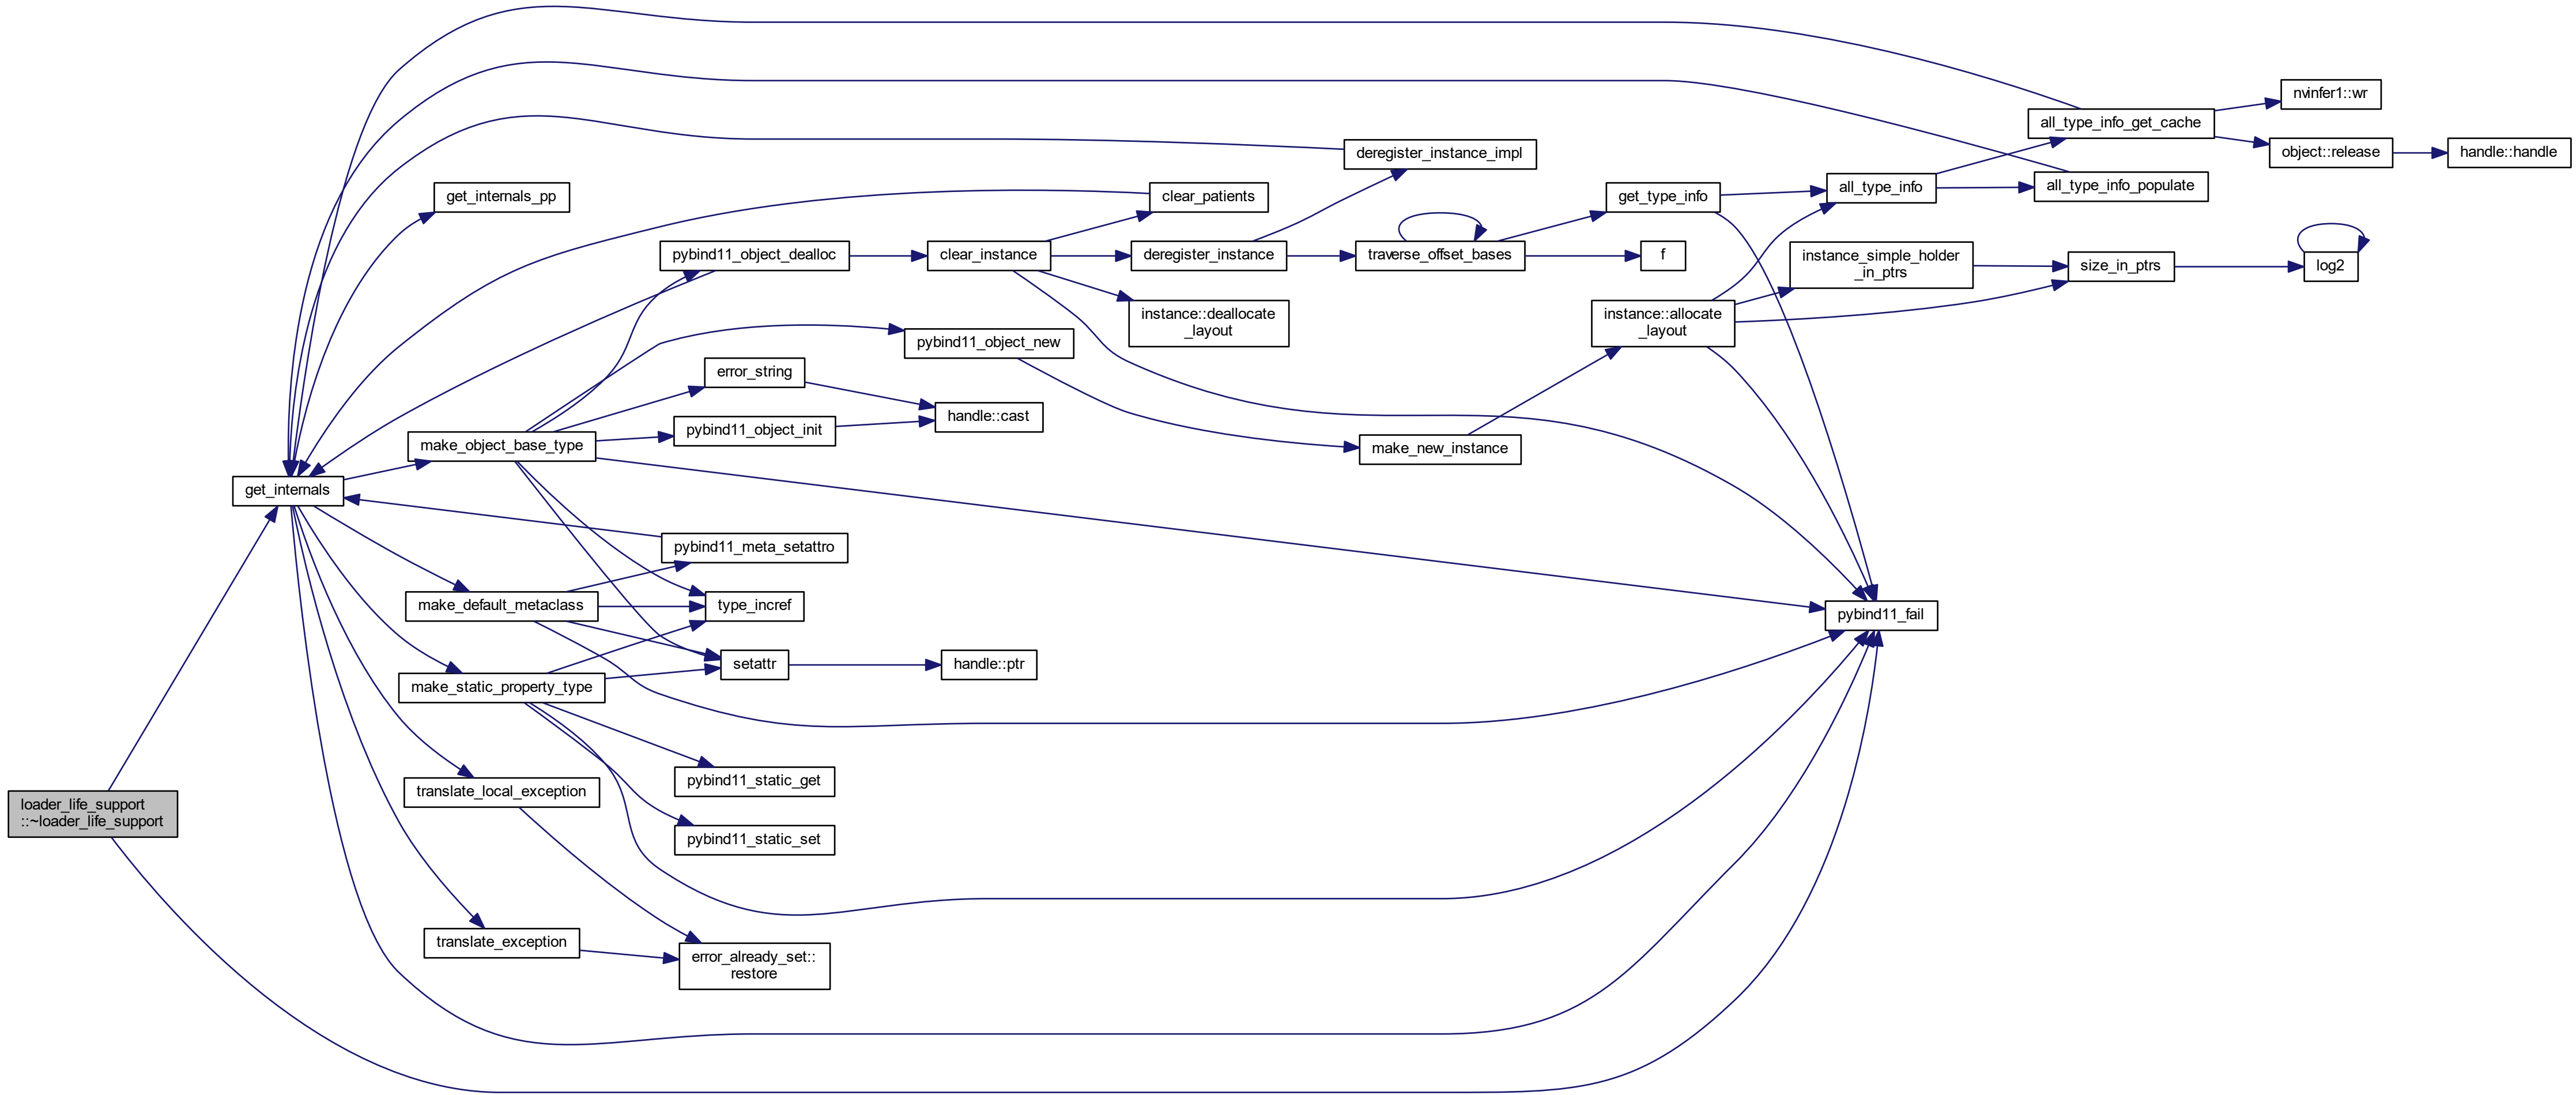 loader_life_support
::~loader_life_support
get_internals
get_internals_pp
make_object_base_type
make_default_metaclass
make_static_property_type
translate_local_exception
translate_exception
pybind11_object_dealloc
error_string
pybind11_object_init
pybind11_meta_setattro
type_incref
setattr
pybind11_static_get
pybind11_static_set
error_already_set::
restore
clear_instance
pybind11_object_new
handle::cast
handle::ptr
clear_patients
deregister_instance
instance::deallocate
_layout
deregister_instance_impl
traverse_offset_bases
make_new_instance
get_type_info
f
instance::allocate
_layout
all_type_info
instance_simple_holder
_in_ptrs
pybind11_fail
all_type_info_get_cache
all_type_info_populate
size_in_ptrs
nvinfer1::wr
object::release
log2
handle::handle